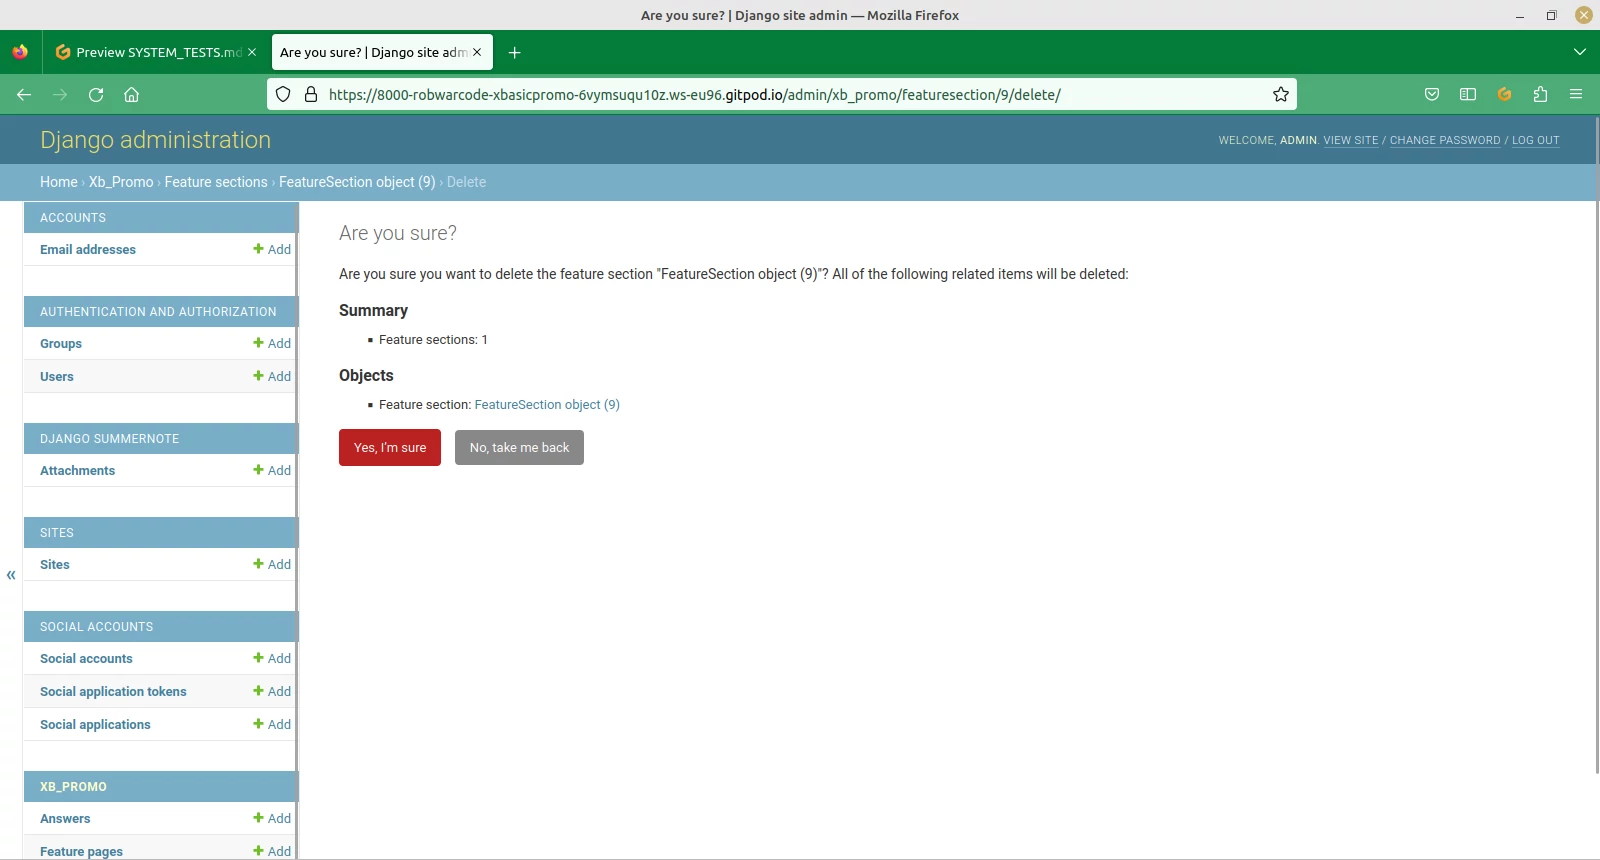 Are you sure? | Django site admin — Mozilla Firefox
Preview SYSTEM_TESTS.md
Are you sure? | Django site adm
https://8000-robwarcode-xbasicpromo-6vymsuqu10z.ws-eu96.gitpod.io/admin/xb_promo/featuresection/9/delete/
Django administration
WELCOME, ADMIN. VIEW SITE / CHANGE PASSWORD / LOG OUT
Home › Xb_Promo › Feature sections › FeatureSection object (9) › Delete
ACCOUNTS
Email addresses + Add
AUTHENTICATION AND AUTHORIZATION
Groups + Add
Users + Add
DJANGO SUMMERNOTE
Attachments + Add
SITES
Sites + Add
«
SOCIAL ACCOUNTS
Social accounts + Add
Social application tokens + Add
Social applications + Add
XB_PROMO
Answers + Add
Feature pages + Add
Are you sure?
Are you sure you want to delete the feature section "FeatureSection object (9)"? All of the following related items will be deleted:
Summary
▪ Feature sections: 1
Objects
▪ Feature section: FeatureSection object (9)
Yes, I’m sure
No, take me back